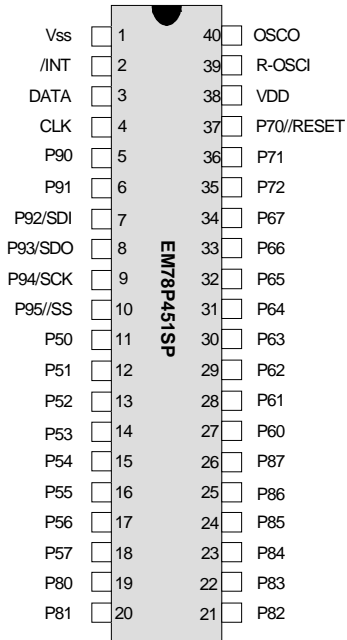 Vss 1 40 OSCO
/INT 2 39 R-OSCI
DATA 3 38 VDD
CLK 4 37 P70//RESET
P90 5 36 P71
P91 6 35 P72
P92/SDI 7 34 P67
P93/SDO 8 33 P66
P94/SCK 9 32 P65
P95//SS 10 31 P64
P50 11 30 P63
P51 12 29 P62
P52 13 28 P61
P53 14 27 P60
P54 15 26 P87
P55 16 25 P86
P56 17 24 P85
P57 18 23 P84
P80 19 22 P83
P81 20 21 P82
EM78P451SP